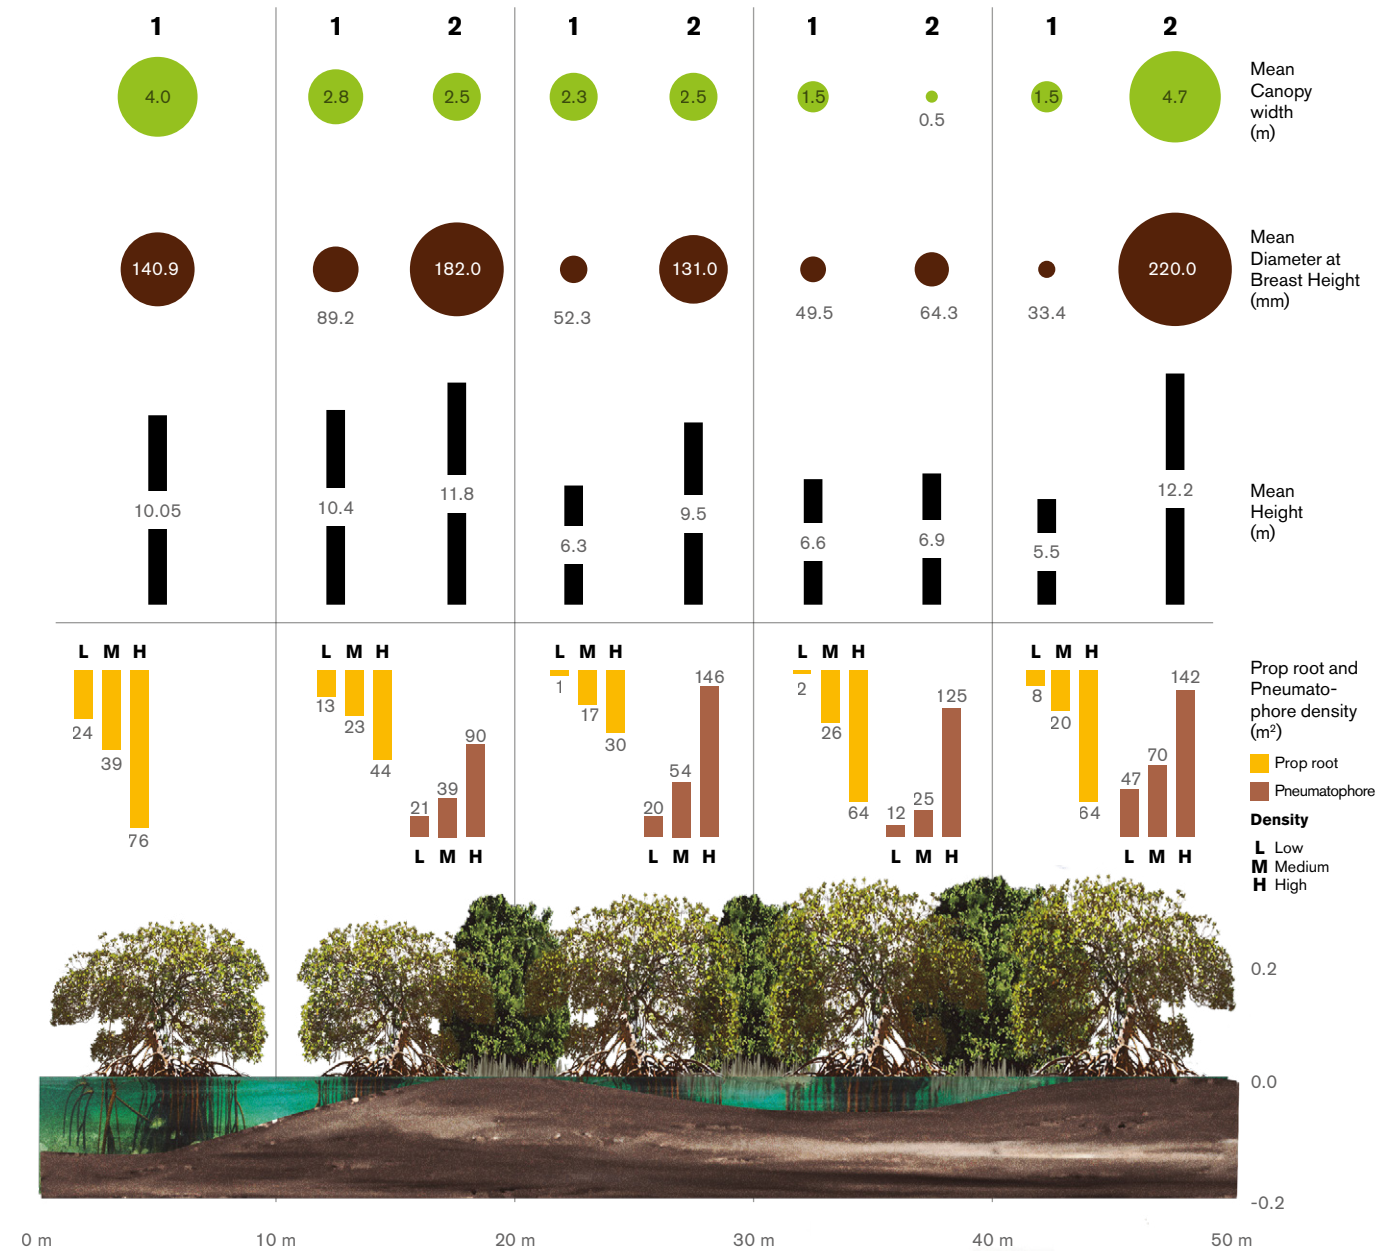 1 1 2 1 2 1 2 1 2
4.0 2.8 2.5 2.3 2.5 1.5 0.5 1.5 4.7
Mean
Canopy
width
(m)
140.9 89.2 182.0 52.3 131.0 49.5 64.3 33.4 220.0
Mean
Diameter at
Breast Height
(mm)
10.05 10.4 11.8 6.3 9.5 6.6 6.9 5.5 12.2
Mean
Height
(m)
L M H L M H L M H L M H L M H
24 39 76
13 23 44
21 39 90
1 17 30
20 54 146
2 26 64
12 25 125
8 20 64
47 70 142
L M H L M H L M H L M H
Prop root and
Pneumato-
phore density
(m²)
Prop root
Pneumatophore
Density
L Low
M Medium
H High
0.2
0.0
-0.2
0 m 10 m 20 m 30 m 40 m 50 m